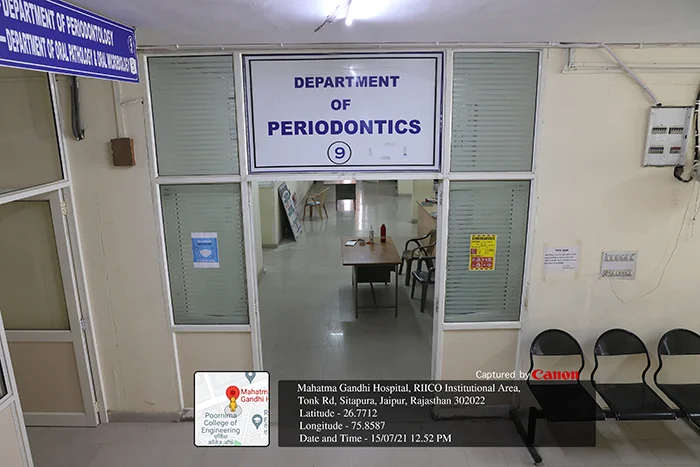 DEPARTMENT OF PERIODONTOLOGY
DEPARTMENT OF ORAL PATHOLOGY & ORAL MICROBIOLOGY
9
DEPARTMENT
OF
PERIODONTICS
9
Captured by Canon
Mahatma
Gandhi H
Poornima
College of
Engineering
Mahatma Gandhi Hospital, RIICO Institutional Area,
Tonk Rd, Sitapura, Jaipur, Rajasthan 302022
Latitude - 26.7712
Longitude - 75.8587
Date and Time - 15/07/21 12.52 PM